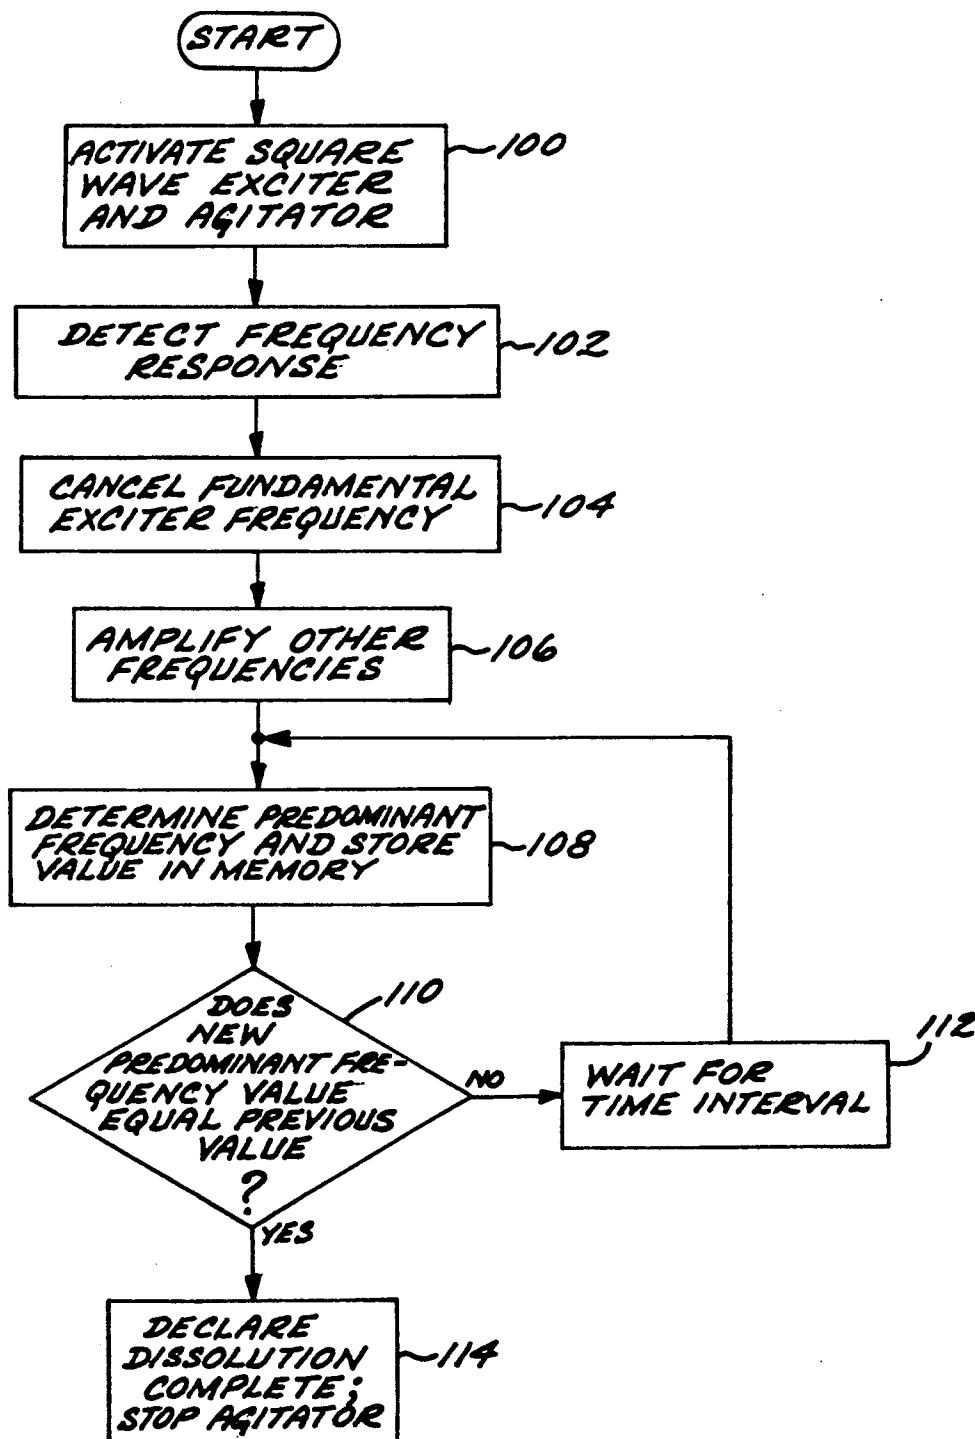 START
ACTIVATE SQUARE
WAVE EXCITER
AND AGITATOR
100
DETECT FREQUENCY
RESPONSE
102
CANCEL FUNDAMENTAL
EXCITER FREQUENCY
104
AMPLIFY OTHER
FREQUENCIES
106
DETERMINE PREDOMINANT
FREQUENCY AND STORE
VALUE IN MEMORY
108
DOES
NEW
PREDOMINANT FRE-
QUENCY VALUE
EQUAL PREVIOUS
VALUE
?
110
NO
WAIT FOR
TIME INTERVAL
112
YES
DECLARE
DISSOLUTION
COMPLETE;
STOP AGITATOR
114